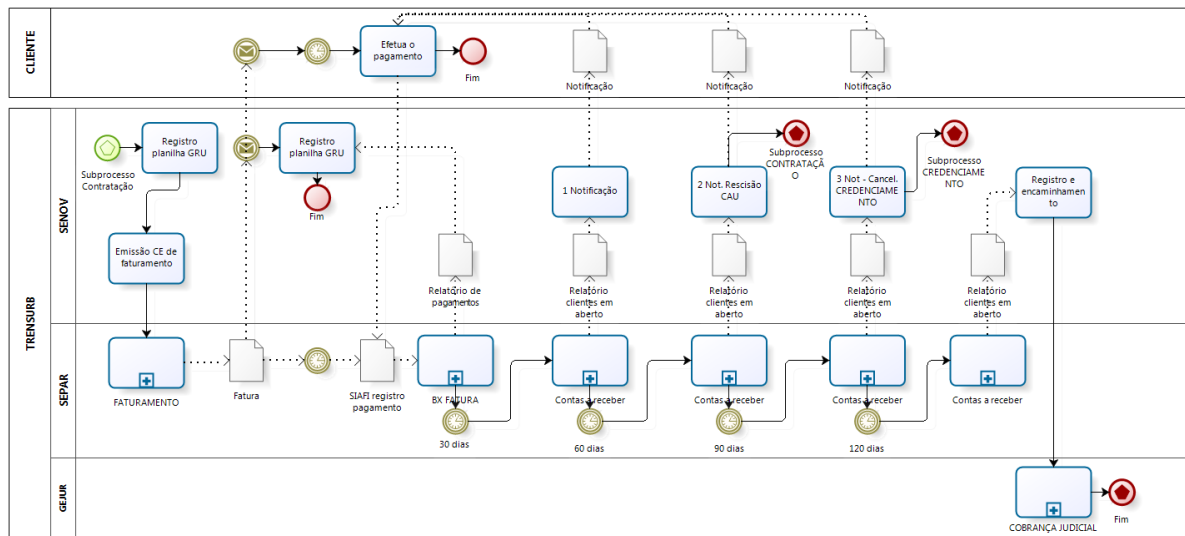 CLIENTE
Efetua o
pagamento
Fim
Notificação
Notificação
Notificação
TRENSURB
SENOV
Subprocesso
Contratação
Registro
planilha GRU
Registro
planilha GRU
Fim
Emissão CE de
faturamento
1 Notificação
2 Not. Rescisão
CAU
Subprocesso
CONTRATAÇÃ
O
3 Not - Cancel.
CREDENCIAME
NTO
Subprocesso
CREDENCIAME
NTO
Registro e
encaminhame
nto
Relatório de
pagamentos
Relatório
clientes em
aberto
Relatório
clientes em
aberto
Relatório
clientes em
aberto
Relatório
clientes em
aberto
SEPAR
FATURAMENTO
Fatura
SIAFI registro
pagamento
BX FATURA
Contas a receber
Contas a receber
Contas a receber
Contas a receber
30 dias
60 dias
90 dias
120 dias
GEJUR
COBRANÇA JUDICIAL
Fim